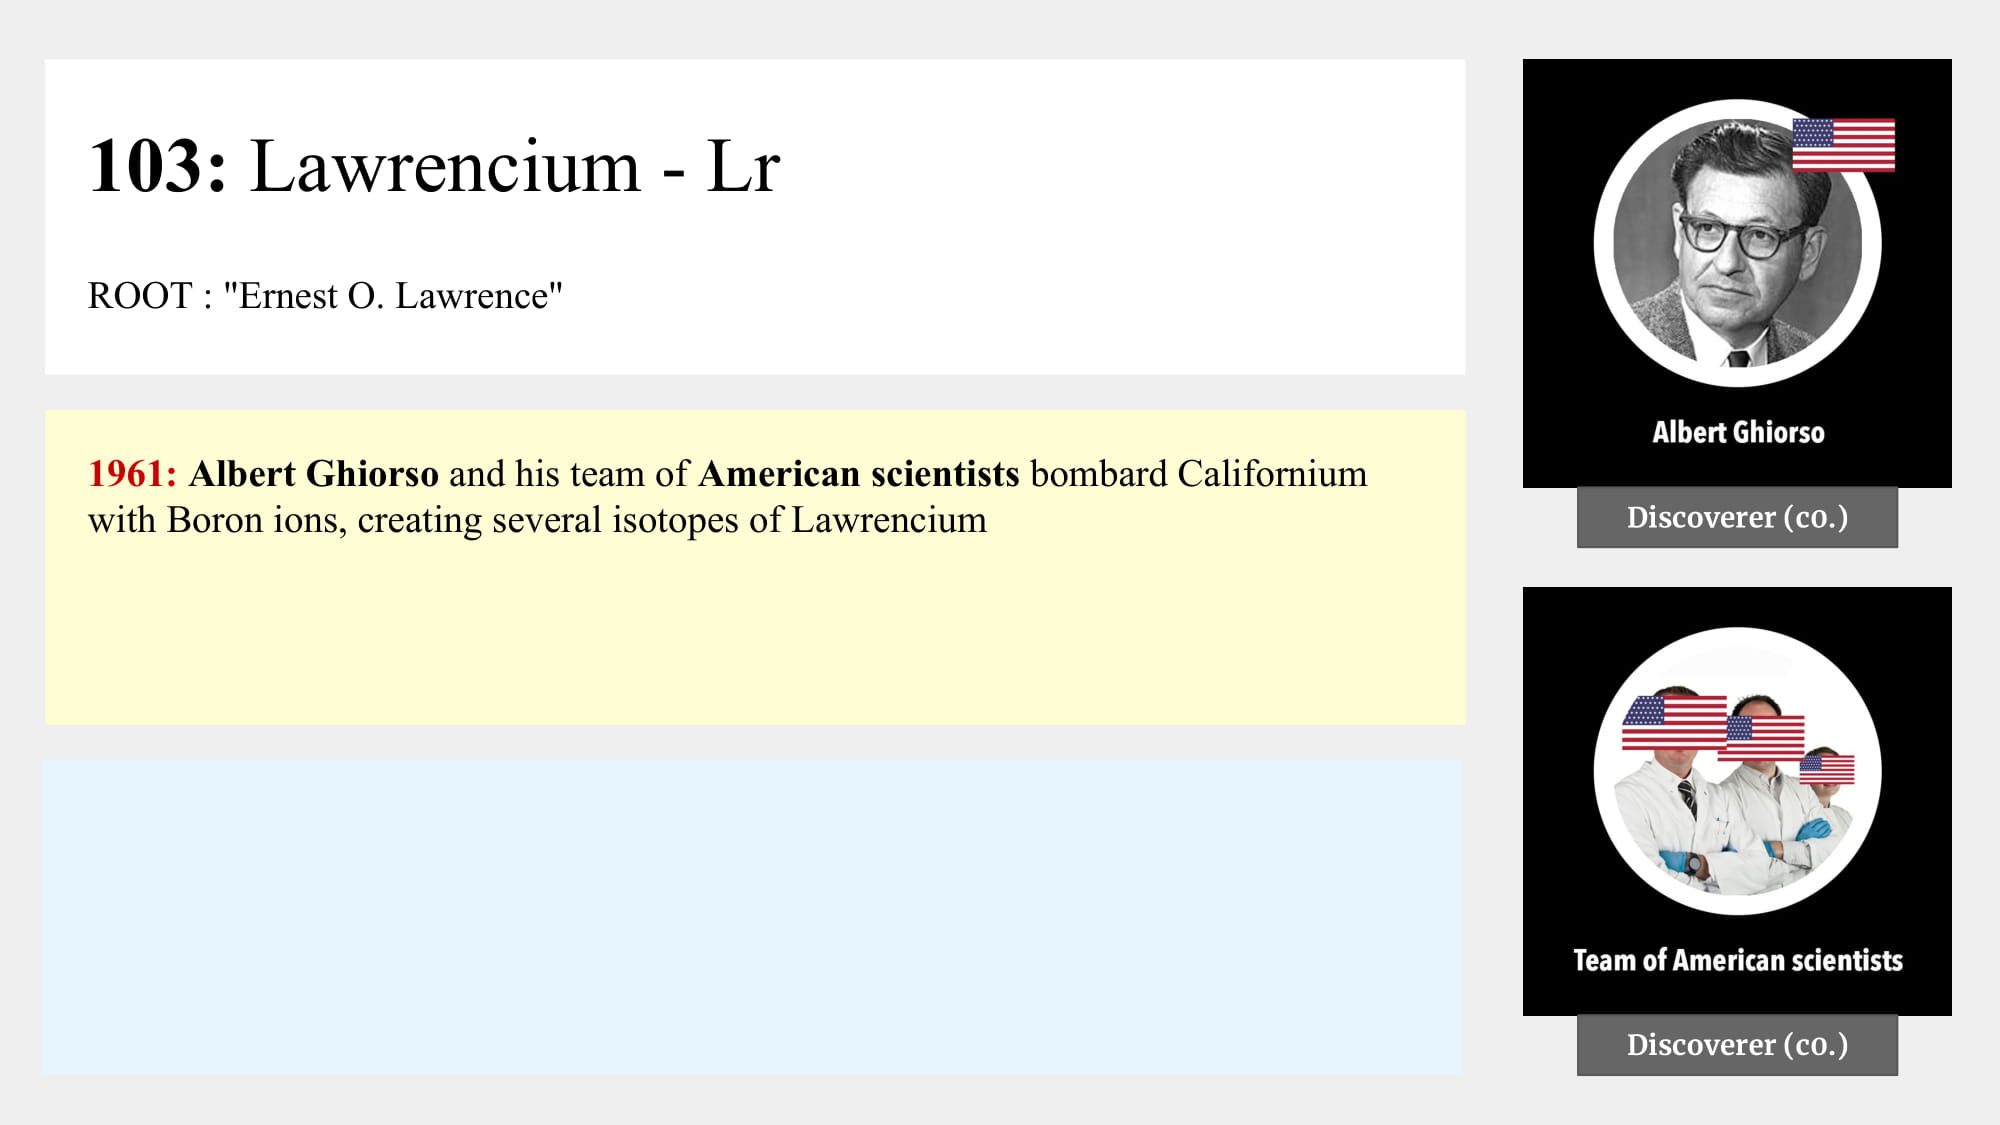 103: Lawrencium - Lr
ROOT : "Ernest O. Lawrence"
1961: Albert Ghiorso and his team of American scientists bombard Californium
with Boron ions, creating several isotopes of Lawrencium
Albert Ghiorso
Discoverer (co.)
Team of American scientists
Discoverer (co.)